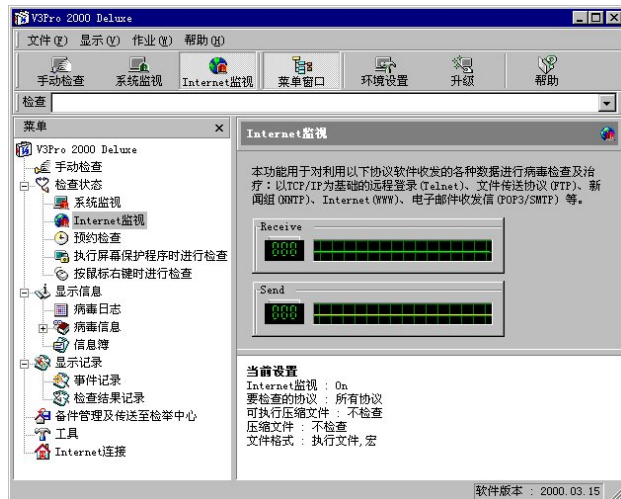 V3Pro 2000 Deluxe
文件(F) 显示(V) 作业(W) 帮助(H)
手动检查 系统监视 Internet监视 菜单窗口 环境设置 升级 帮助
检查
菜单
V3Pro 2000 Deluxe
手动检查
检查状态
系统监视
Internet监视
预约检查
执行屏幕保护程序时进行检查
按鼠标右键时进行检查
显示信息
病毒日志
病毒信息
信息簿
显示记录
事件记录
检查结果记录
备件管理及传送至检举中心
工具
Internet连接
Internet监视
本功能用于对利用以下协议软件收发的各种数据进行病毒检查及治
疗：以TCP/IP为基础的远程登录(Telnet)、文件传送协议(FTP)、新
闻组(NNTP)、Internet(WWW)、电子邮件收发信(POP3/SMTP) 等。
Receive
000
Send
000
当前设置
Internet监视 : On
要检查的协议 : 所有协议
可执行压缩文件 : 不检查
压缩文件 : 不检查
文件格式 : 执行文件,宏
软件版本 : 2000.03.15